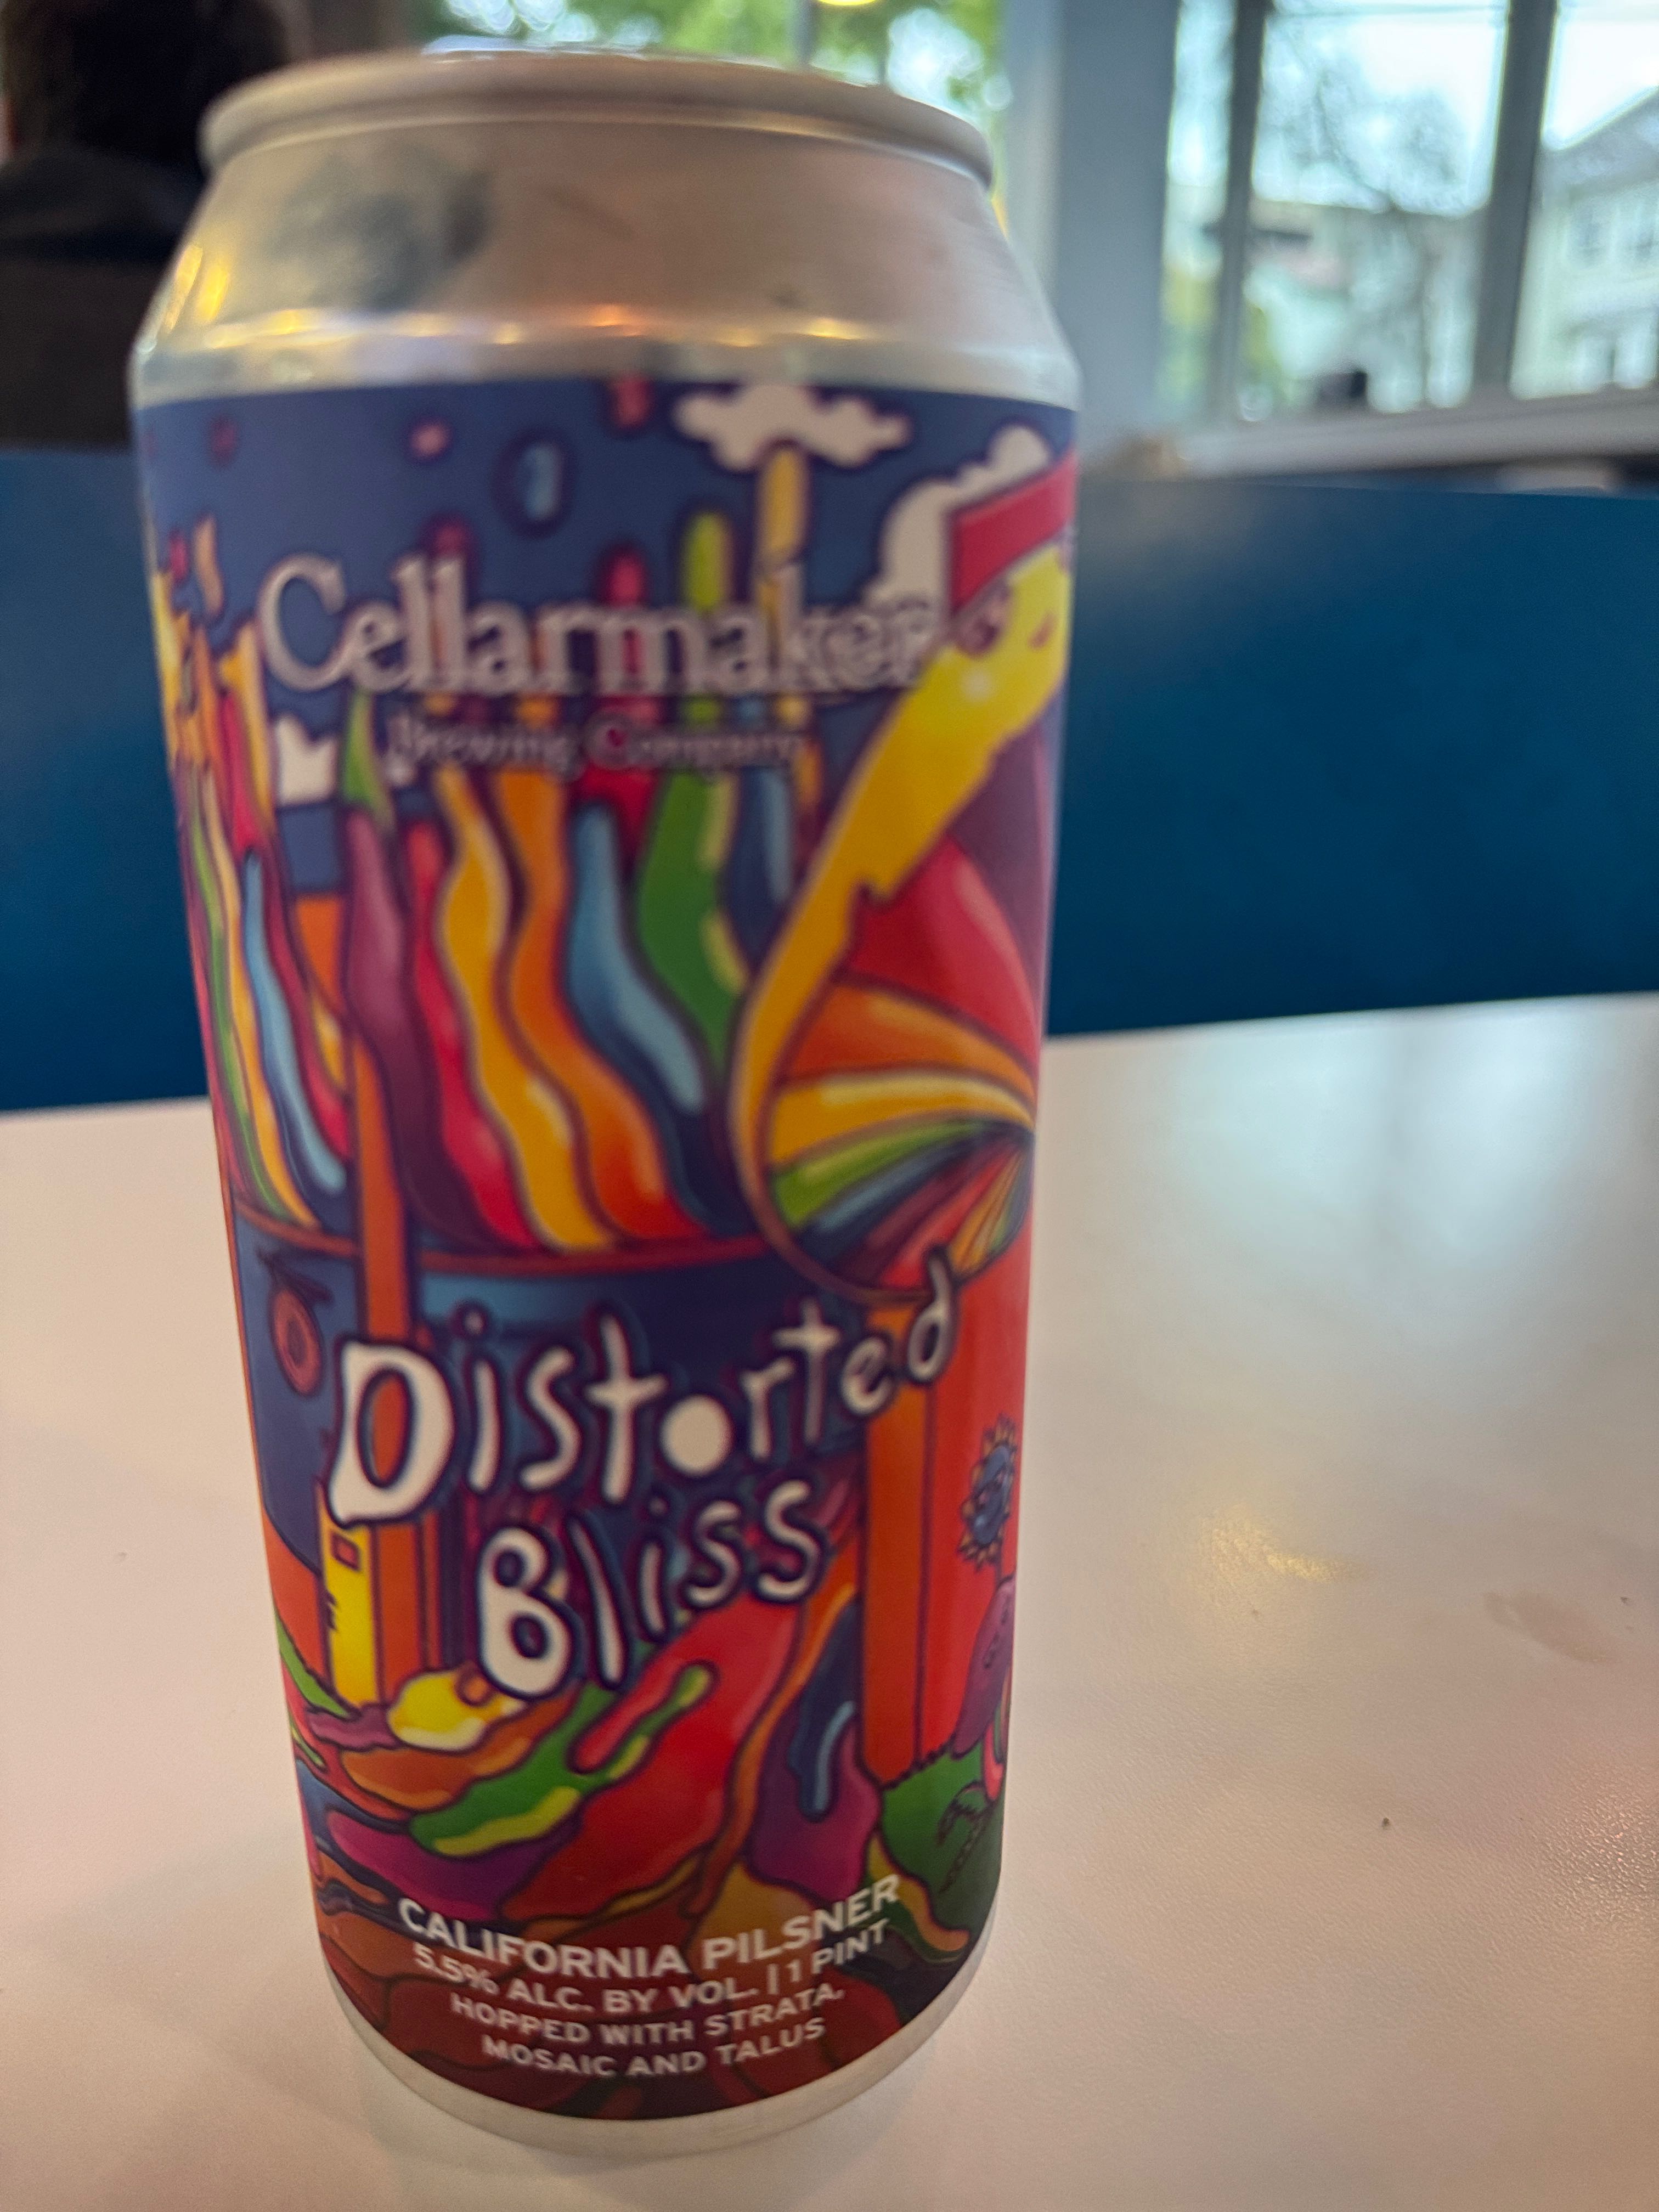 Cellarmaker
Brewing Company
Distorted
Bliss
CALIFORNIA PILSNER
5.5% ALC. BY VOL. | 1 PINT
HOPPED WITH STRATA,
MOSAIC AND TALUS